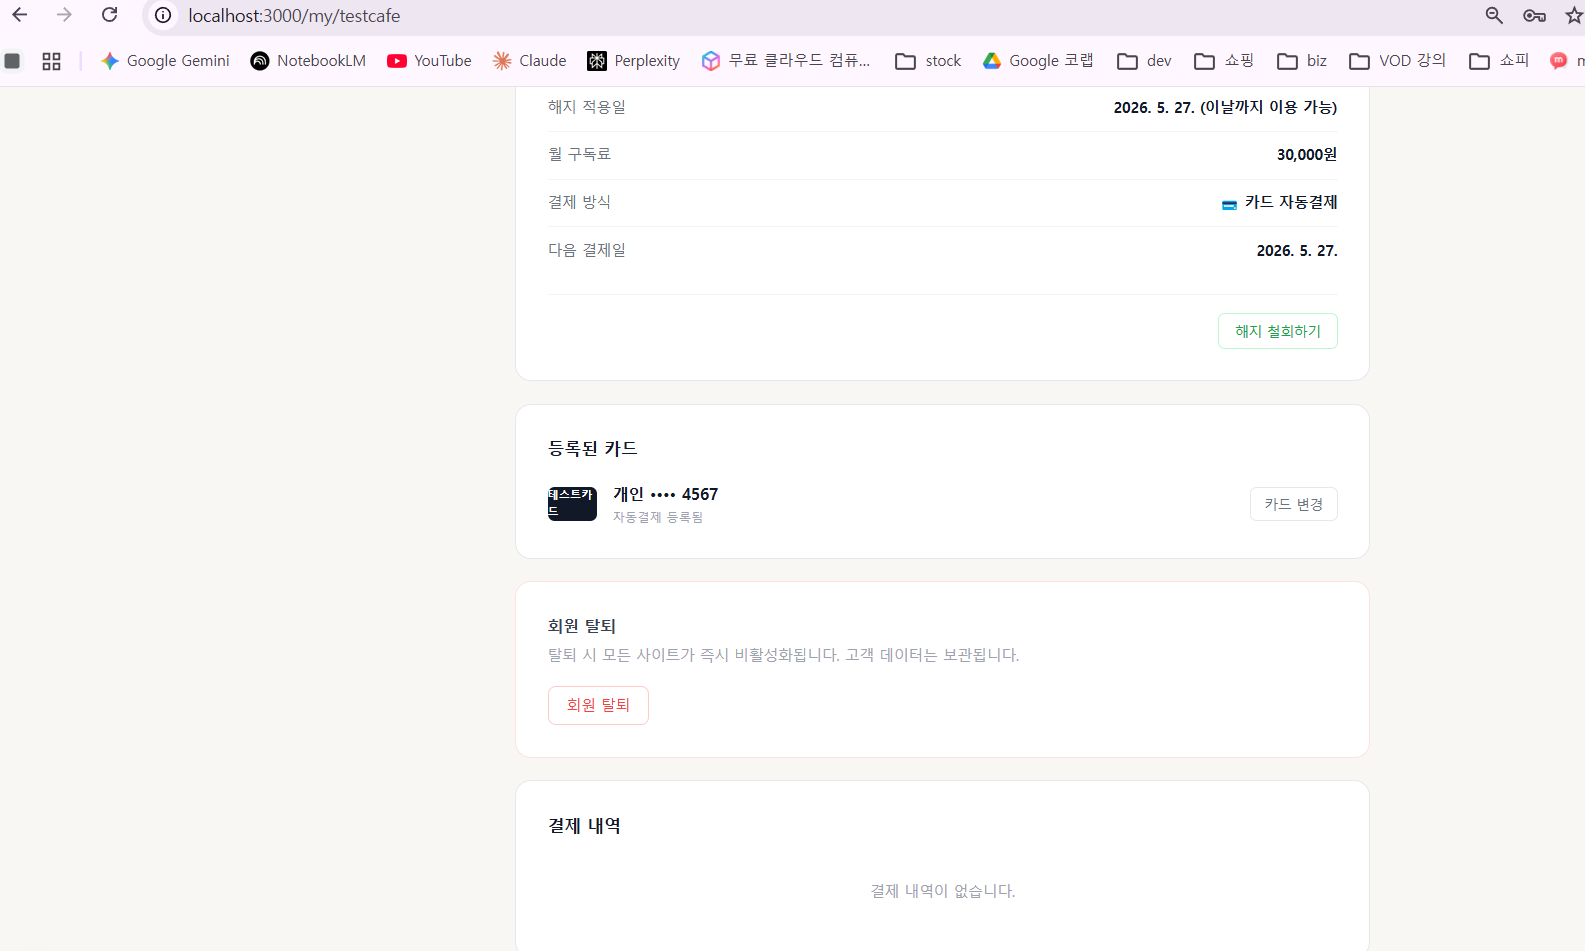 localhost:3000/my/testcafe
Google Gemini
NotebookLM
YouTube
Claude
Perplexity
무료 클라우드 컴퓨...
stock
Google 코랩
dev
쇼핑
biz
VOD 강의
쇼피
m
해지 적용일
2026. 5. 27. (이날까지 이용 가능)
월 구독료
30,000원
결제 방식
카드 자동결제
다음 결제일
2026. 5. 27.
해지 철회하기
등록된 카드
테스트카
드
개인 •••• 4567
자동결제 등록됨
카드 변경
회원 탈퇴
탈퇴 시 모든 사이트가 즉시 비활성화됩니다. 고객 데이터는 보관됩니다.
회원 탈퇴
결제 내역
결제 내역이 없습니다.